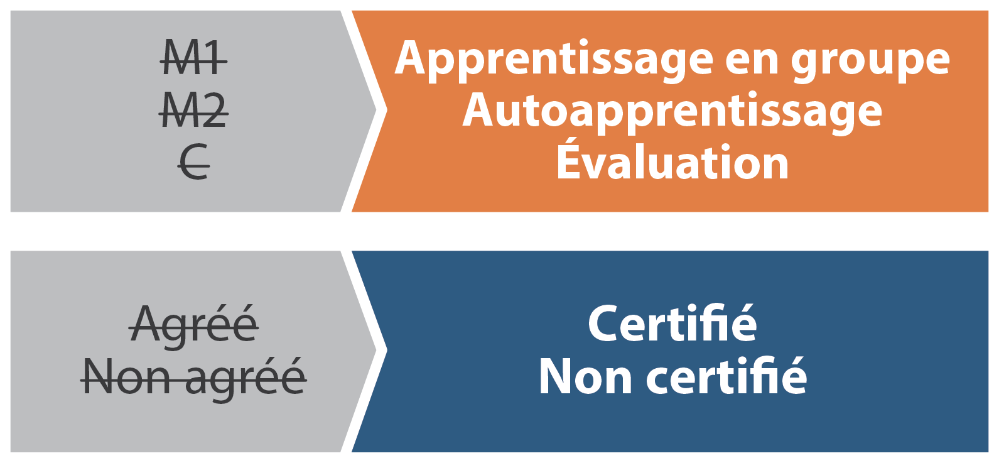 M1
M2
C
Apprentissage en groupe
Autoapprentissage
Évaluation
Agréé
Non agréé
Certifié
Non certifié